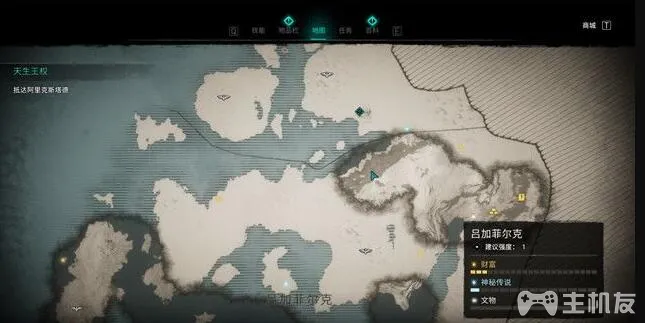 Q 技能 物品栏 地图 任务 百科 E
商城 T
天生王权
抵达阿里克斯塔德
吕加菲尔克
建议强度： 1
财富
神秘传说
文物
吕加菲尔克
主机友